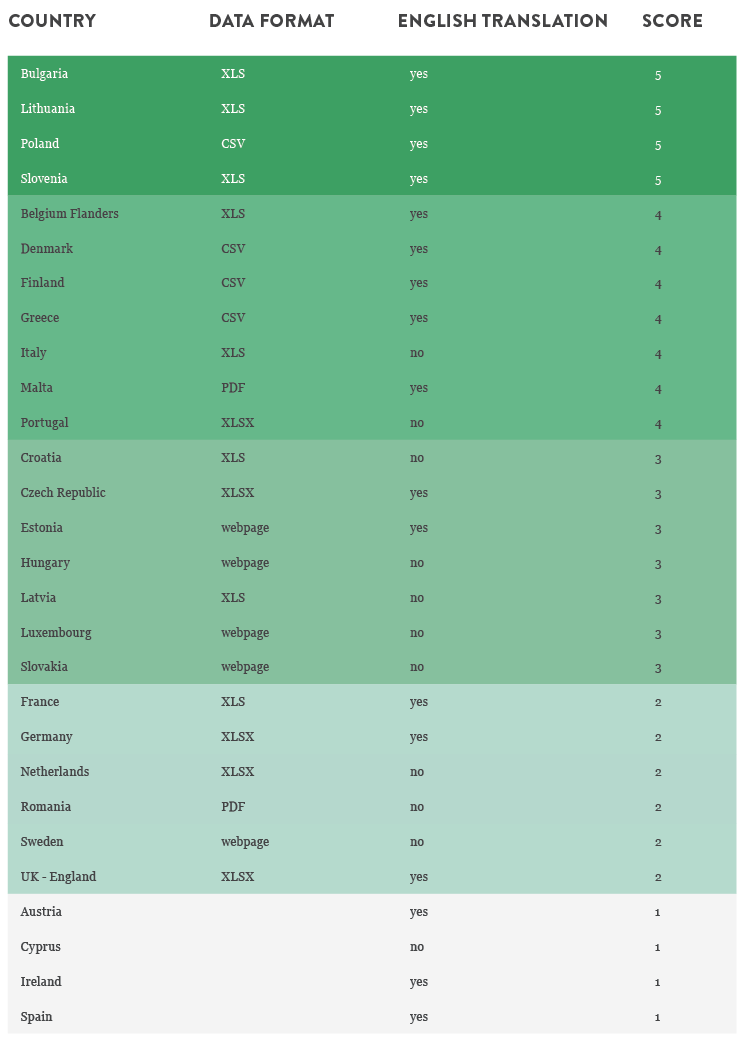 COUNTRY DATA FORMAT ENGLISH TRANSLATION SCORE
Bulgaria XLS yes 5
Lithuania XLS yes 5
Poland CSV yes 5
Slovenia XLS yes 5
Belgium Flanders XLS yes 4
Denmark CSV yes 4
Finland CSV yes 4
Greece CSV yes 4
Italy XLS no 4
Malta PDF yes 4
Portugal XLSX no 4
Croatia XLS no 3
Czech Republic XLSX yes 3
Estonia webpage yes 3
Hungary webpage no 3
Latvia XLS no 3
Luxembourg webpage no 3
Slovakia webpage no 3
France XLS yes 2
Germany XLSX yes 2
Netherlands XLSX no 2
Romania PDF no 2
Sweden webpage no 2
UK - England XLSX yes 2
Austria yes 1
Cyprus no 1
Ireland yes 1
Spain yes 1